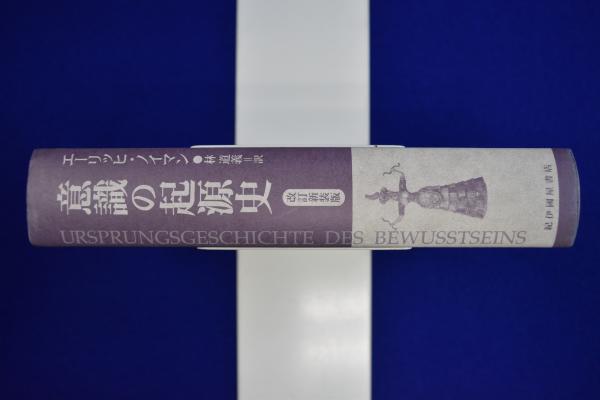 エーリッヒ・ノイマン●林 道義＝訳
意識の起源史
改訂新装版
紀伊國屋書店
URSPRUNGSGESCHICHTE DES BEWUSSTSEINS